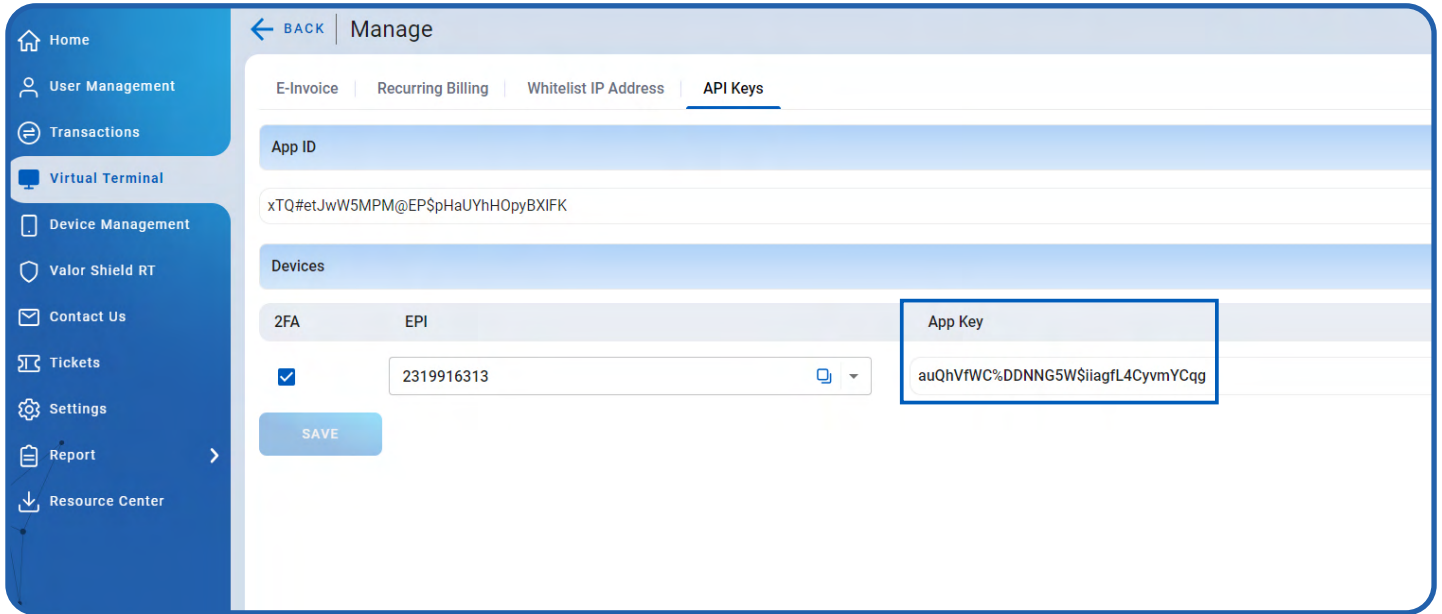 BACK
Manage
Home
User Management
Transactions
Virtual Terminal
Device Management
Valor Shield RT
Contact Us
Tickets
Settings
Report
Resource Center
E-Invoice
Recurring Billing
Whitelist IP Address
API Keys
App ID
xTQ#etJwW5MPM@EP$pHaUYhHOpyBXIFK
Devices
2FA EPI App Key
2319916313 auQhVfWC%DDNNG5W$iiagfL4CyvmYCqg
SAVE